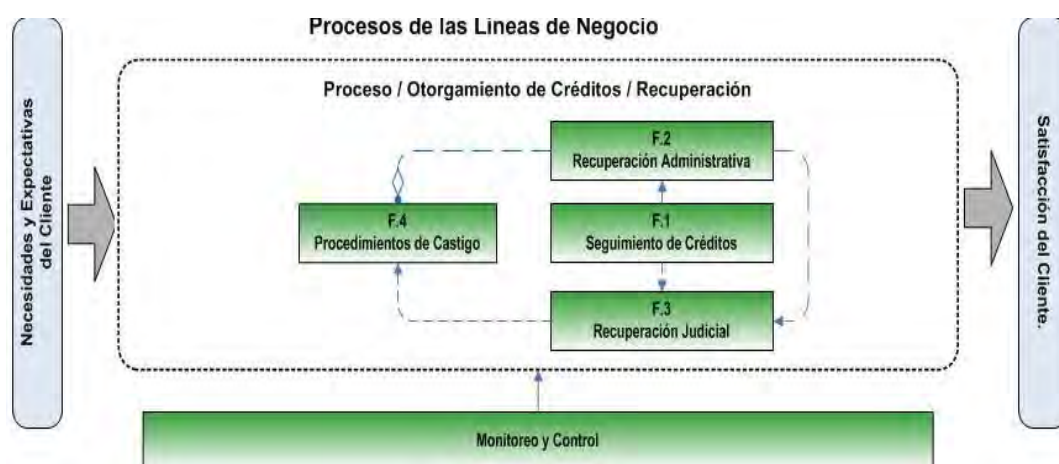 Procesos de las Lineas de Negocio
Necesidades y Expectativas
del Cliente
Proceso / Otorgamiento de Créditos / Recuperación
F.2
Recuperación Administrativa
F.4
Procedimientos de Castigo
F.1
Seguimiento de Créditos
F.3
Recuperación Judicial
Satisfacción del Cliente.
Monitoreo y Control